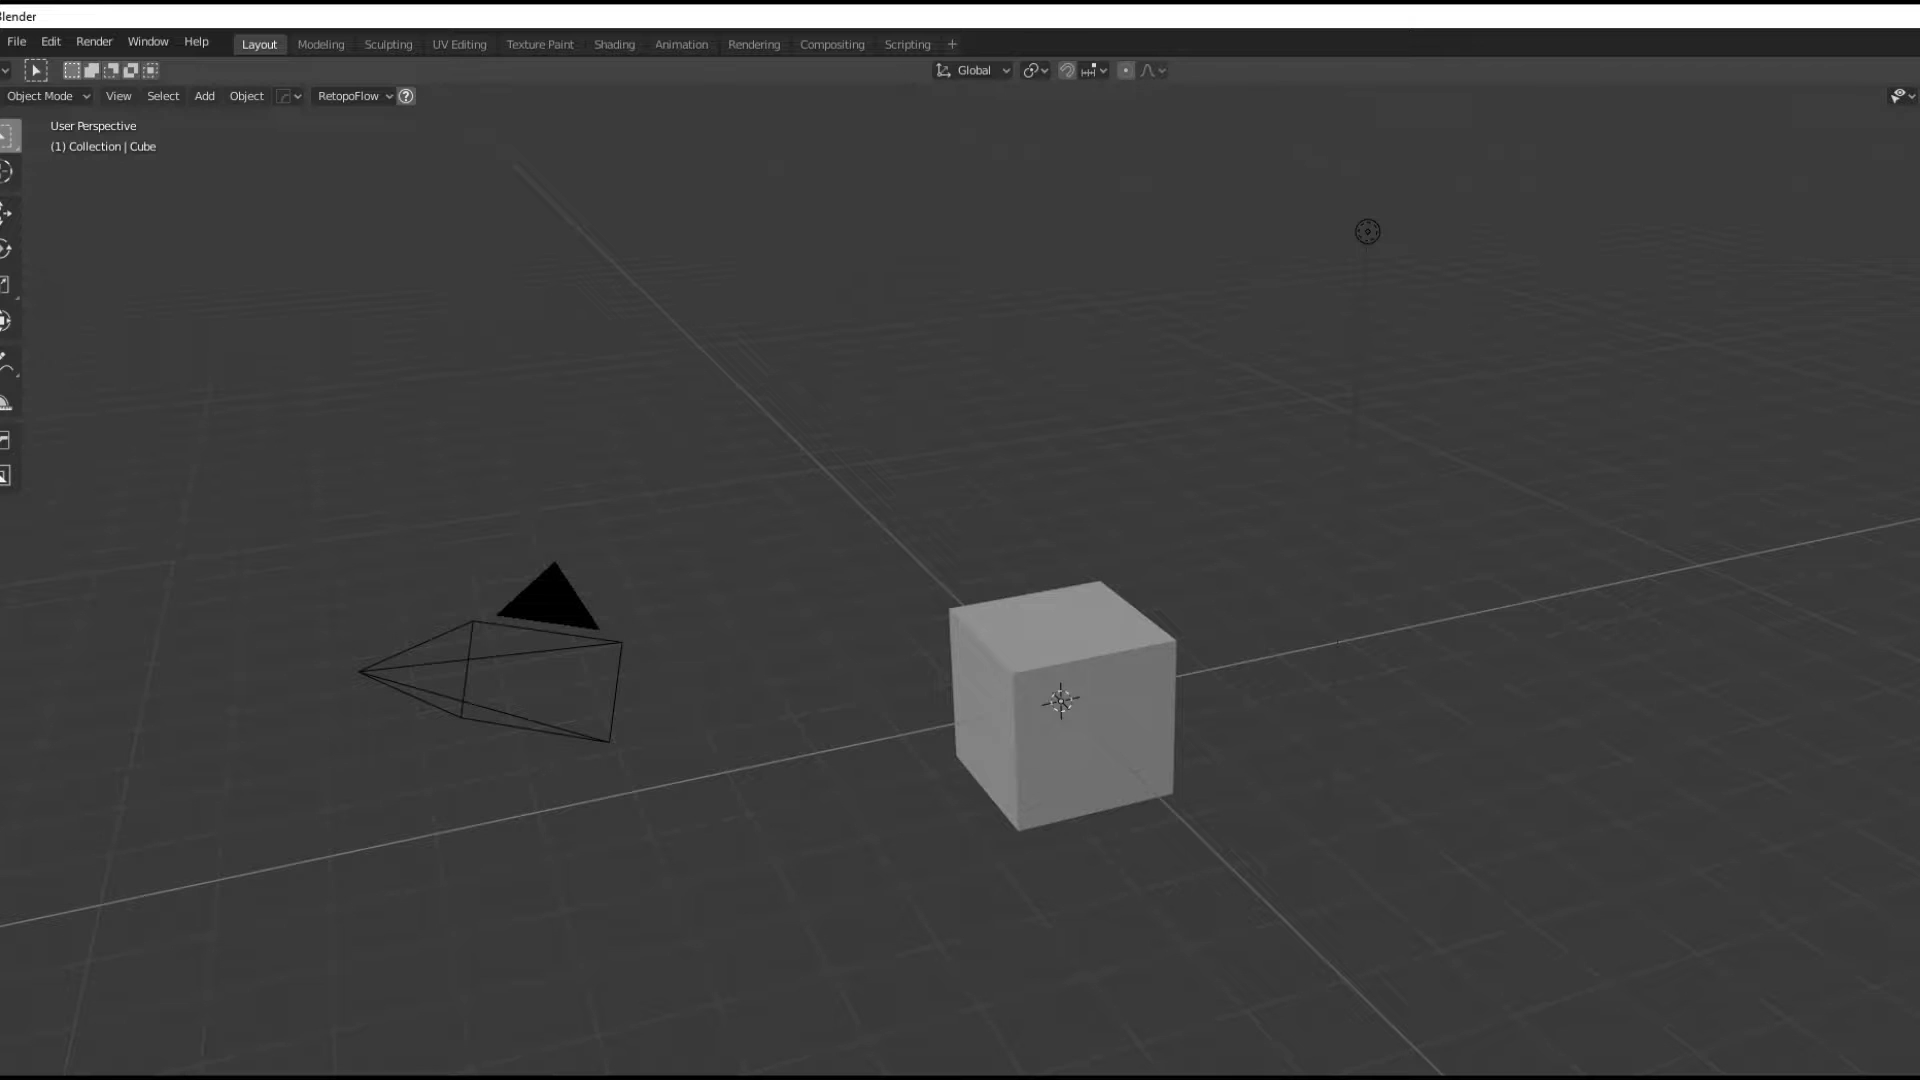 Blender
File Edit Render Window Help Layout Modeling Sculpting UV Editing Texture Paint Shading Animation Rendering Compositing Scripting +
Global
Object Mode View Select Add Object RetopoFlow ?
User Perspective
(1) Collection | Cube